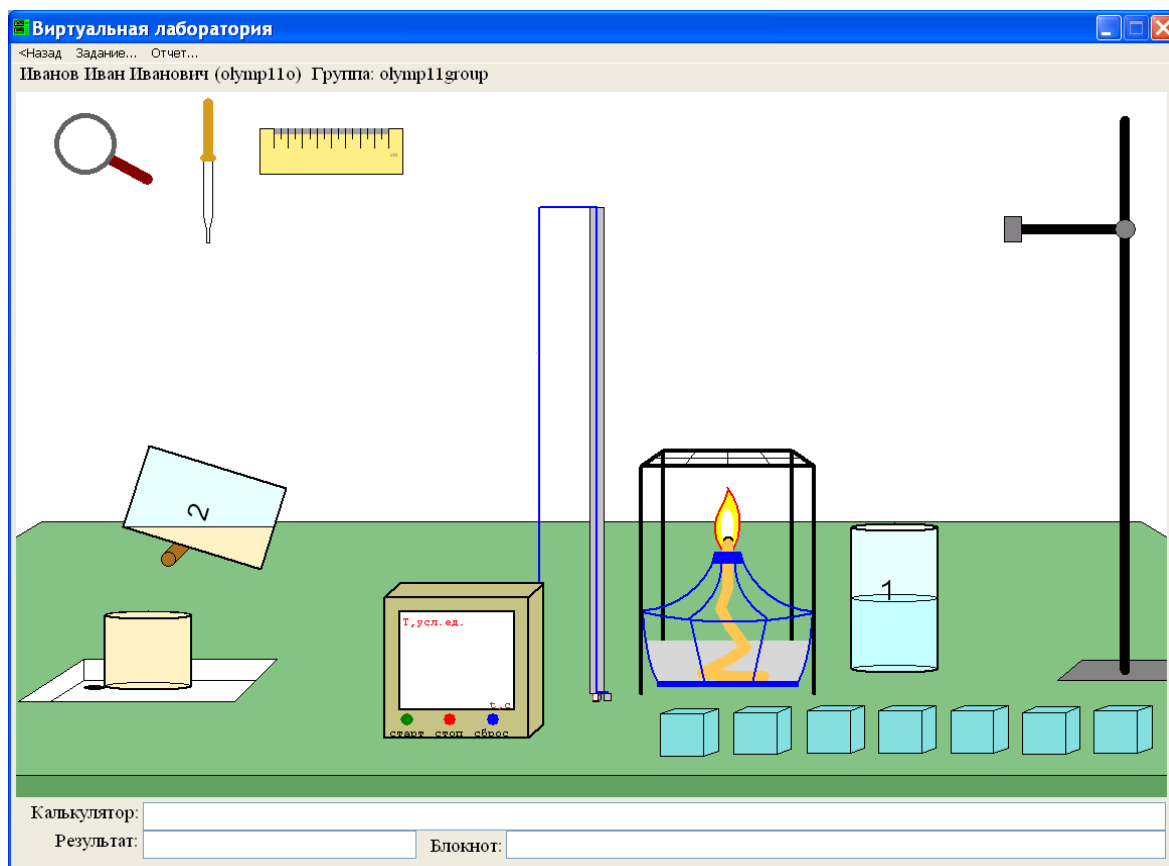 Виртуальная лаборатория
<Назад Задание... Отчет...
Иванов Иван Иванович (olymp11o) Группа: olymp11group
2
1
T,усл.ед.
t,c
старт стоп сброс
Калькулятор:
Результат: Блокнот: